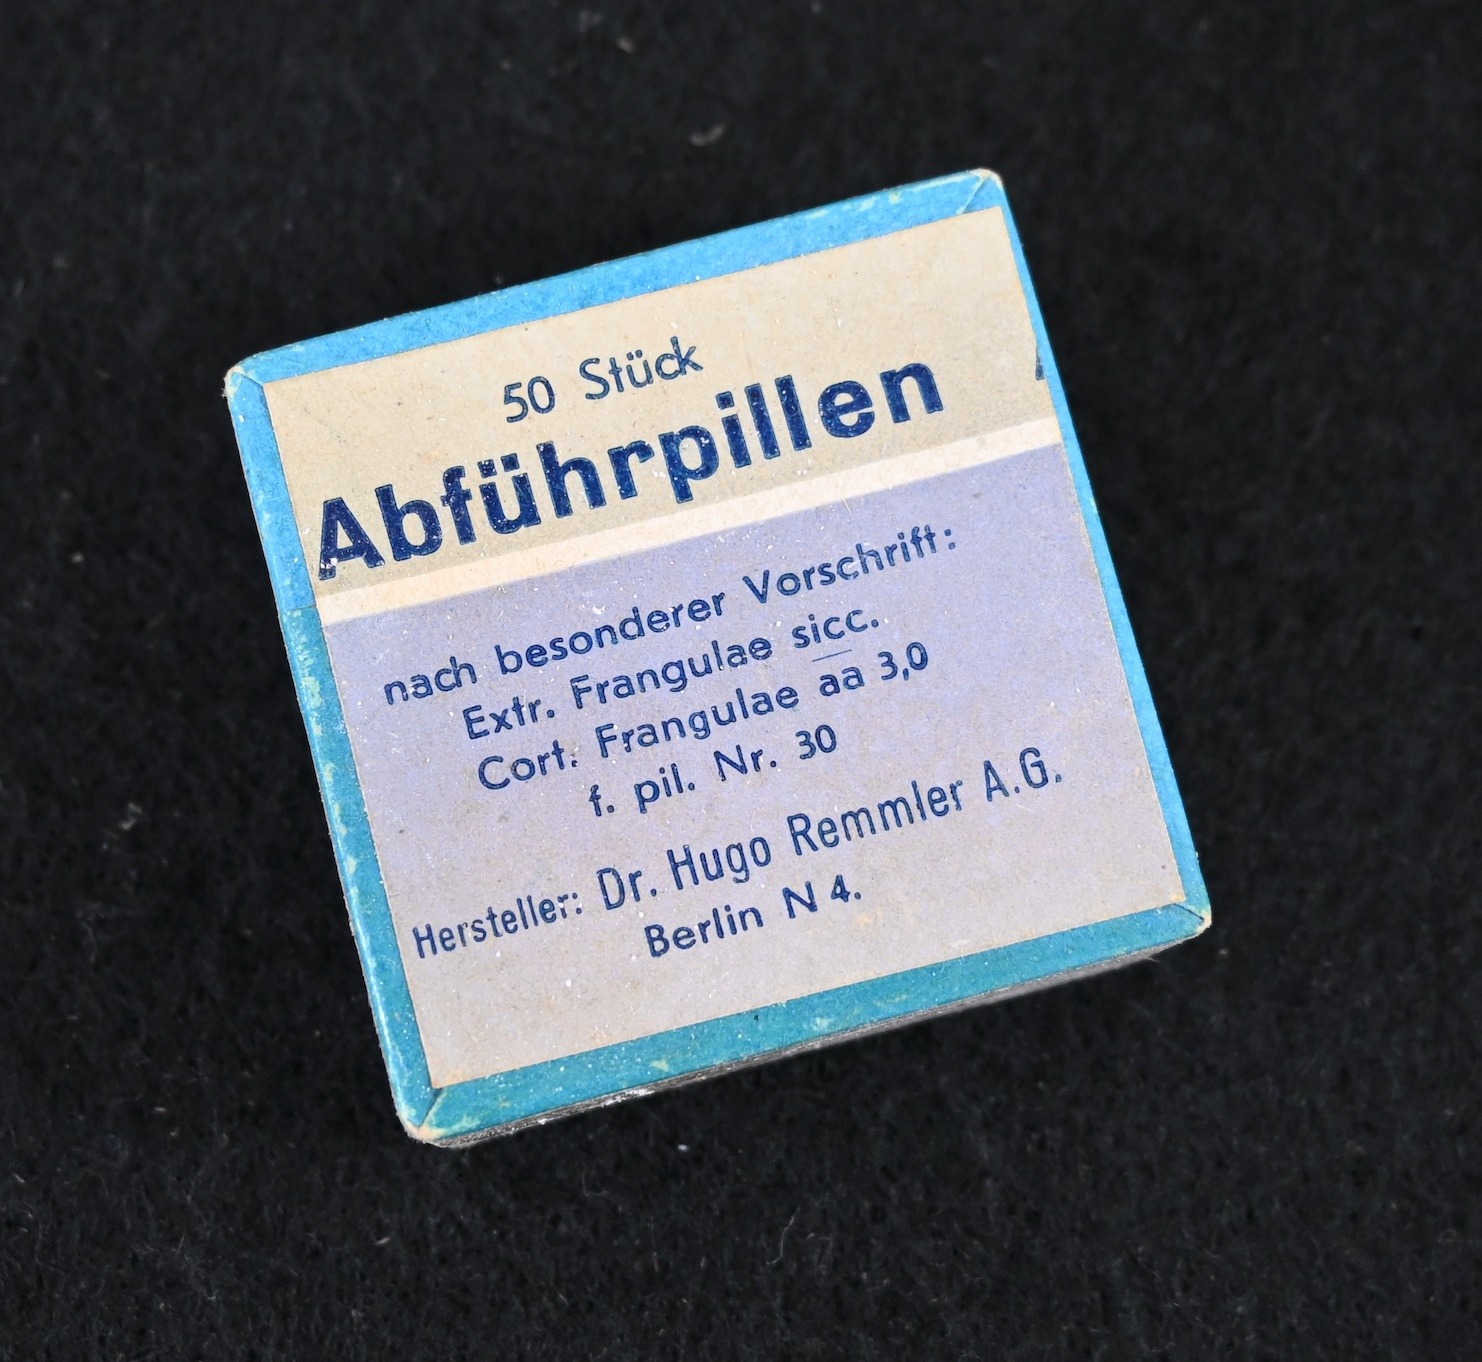 50 Stück
Abführpillen
nach besonderer Vorschrift:
Extr. Frangulae sicc.
Cort. Frangulae aa 3,0
f. pil. Nr. 30
Hersteller: Dr. Hugo Remmler A.G.
Berlin N 4.